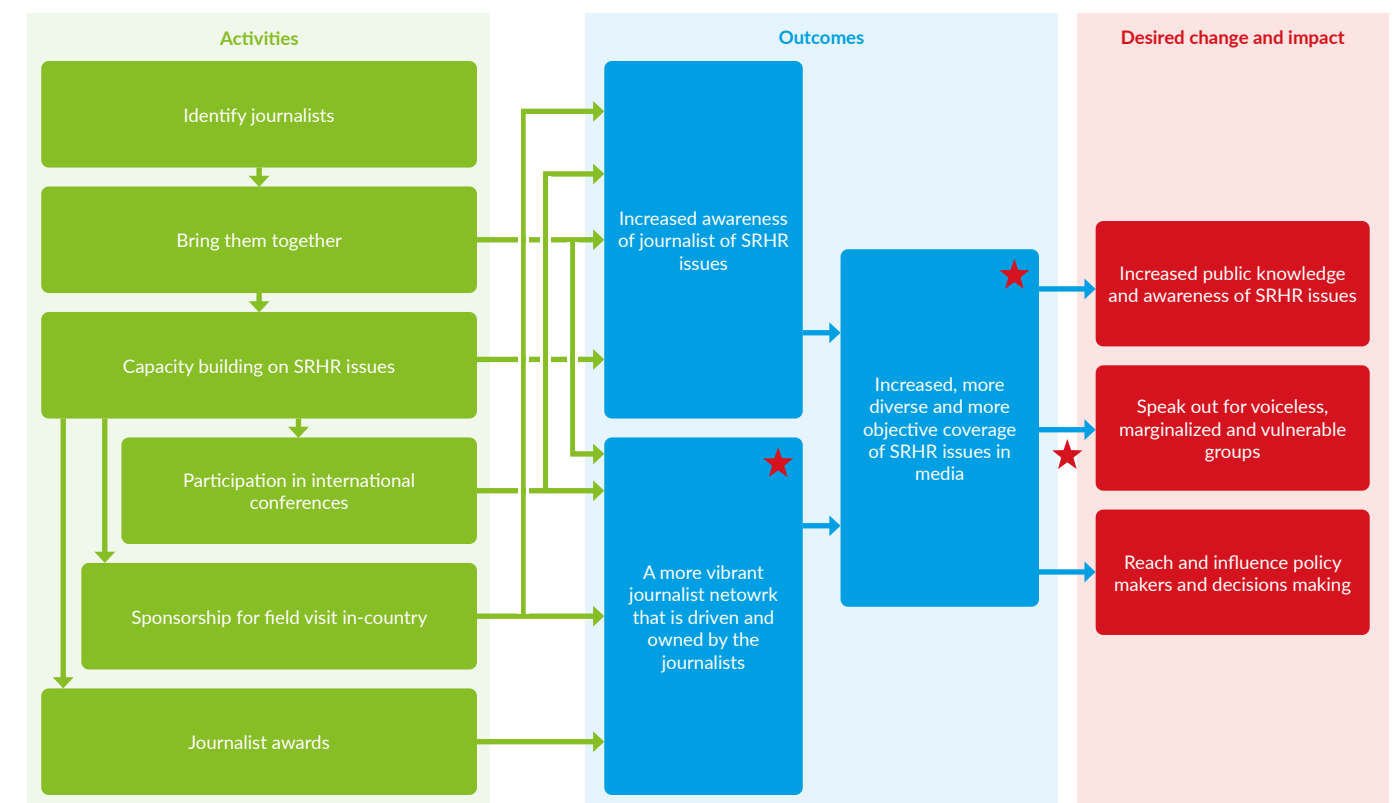 Activities
Identify journalists
Bring them together
Capacity building on SRHR issues
Participation in international
conferences
Sponsorship for field visit in-country
Journalist awards
Outcomes
Increased awareness
of journalist of SRHR
issues
A more vibrant
journalist netowrk
that is driven and
owned by the
journalists
Increased, more
diverse and more
objective coverage
of SRHR issues in
media
Desired change and impact
Increased public knowledge
and awareness of SRHR issues
Speak out for voiceless,
marginalized and vulnerable
groups
Reach and influence policy
makers and decisions making